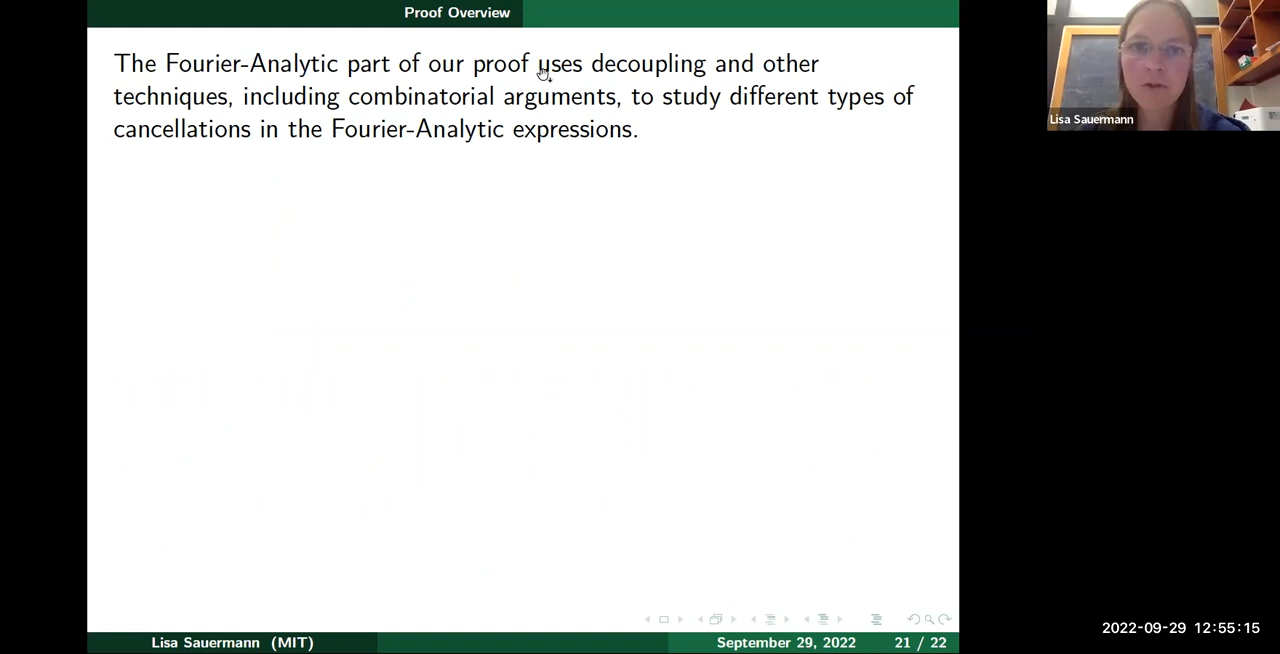 Proof Overview
The Fourier-Analytic part of our proof uses decoupling and other
techniques, including combinatorial arguments, to study different types of
cancellations in the Fourier-Analytic expressions.
Lisa Sauermann
Lisa Sauermann (MIT)
September 29, 2022
21 / 22
2022-09-29 12:55:15